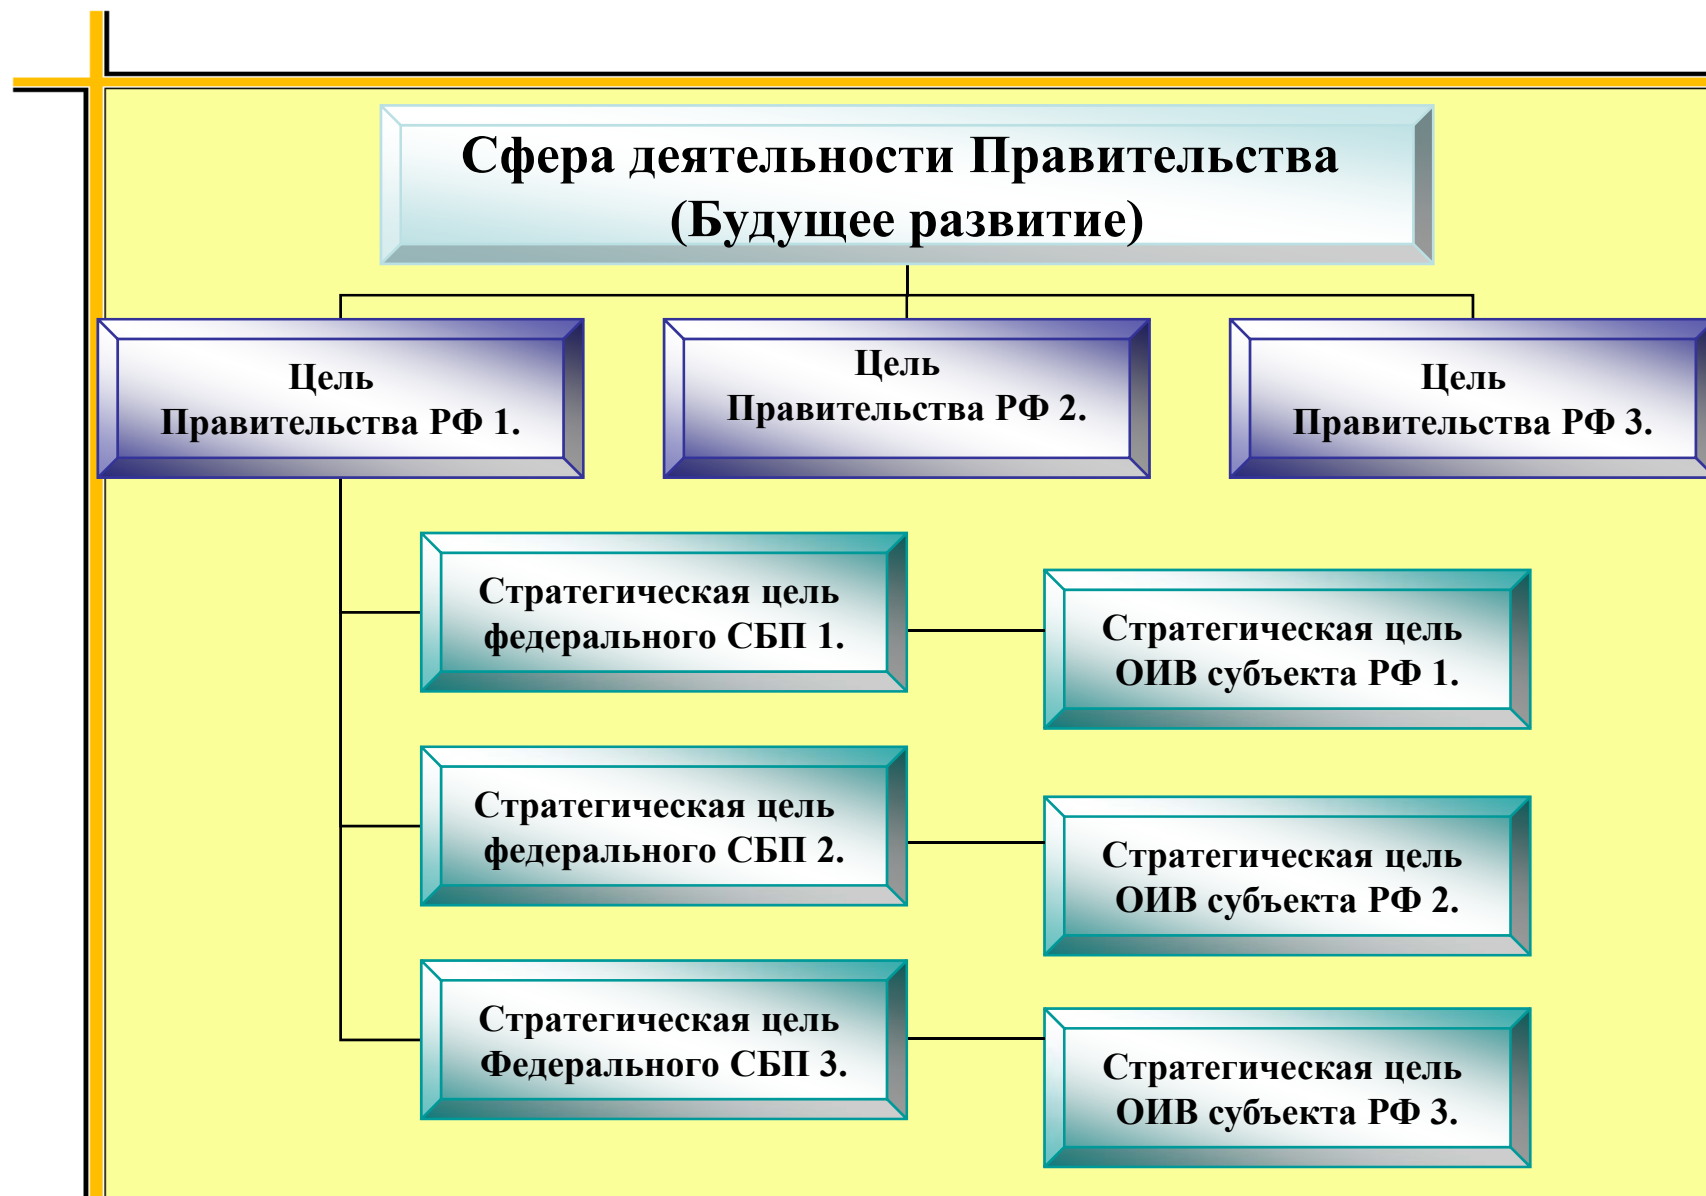 Сфера деятельности Правительства
(Будущее развитие)
Цель
Правительства РФ 1.
Цель
Правительства РФ 2.
Цель
Правительства РФ 3.
Стратегическая цель
федерального СБП 1.
Стратегическая цель
ОИВ субъекта РФ 1.
Стратегическая цель
федерального СБП 2.
Стратегическая цель
ОИВ субъекта РФ 2.
Стратегическая цель
Федерального СБП 3.
Стратегическая цель
ОИВ субъекта РФ 3.